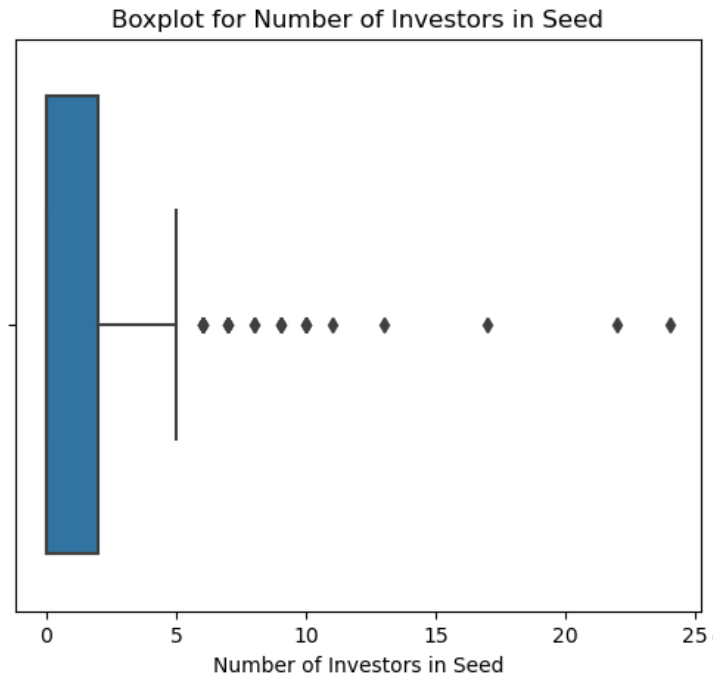 Boxplot for Number of Investors in Seed
0 5 10 15 20 25
Number of Investors in Seed